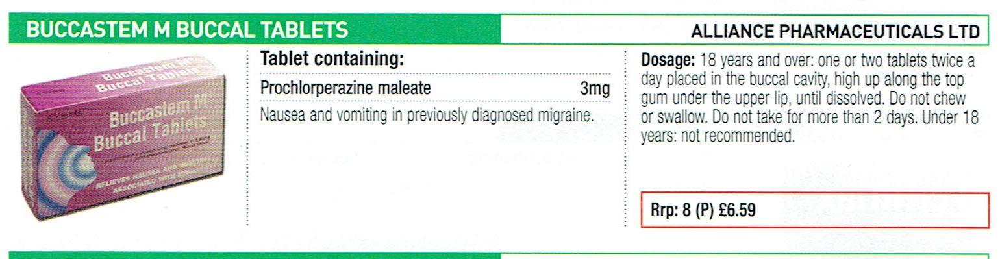 BUCCASTEM M BUCCAL TABLETS
ALLIANCE PHARMACEUTICALS LTD
Buccastem M
Buccal Tablets
Buccastem M
Buccal Tablets
RELIEVES NAUSEA AND VOMITING
ASSOCIATED WITH MIGRAINE
Tablet containing:
Prochlorperazine maleate 3mg
Nausea and vomiting in previously diagnosed migraine.
Dosage: 18 years and over: one or two tablets twice a
day placed in the buccal cavity, high up along the top
gum under the upper lip, until dissolved. Do not chew
or swallow. Do not take for more than 2 days. Under 18
years: not recommended.
Rrp: 8 (P) £6.59